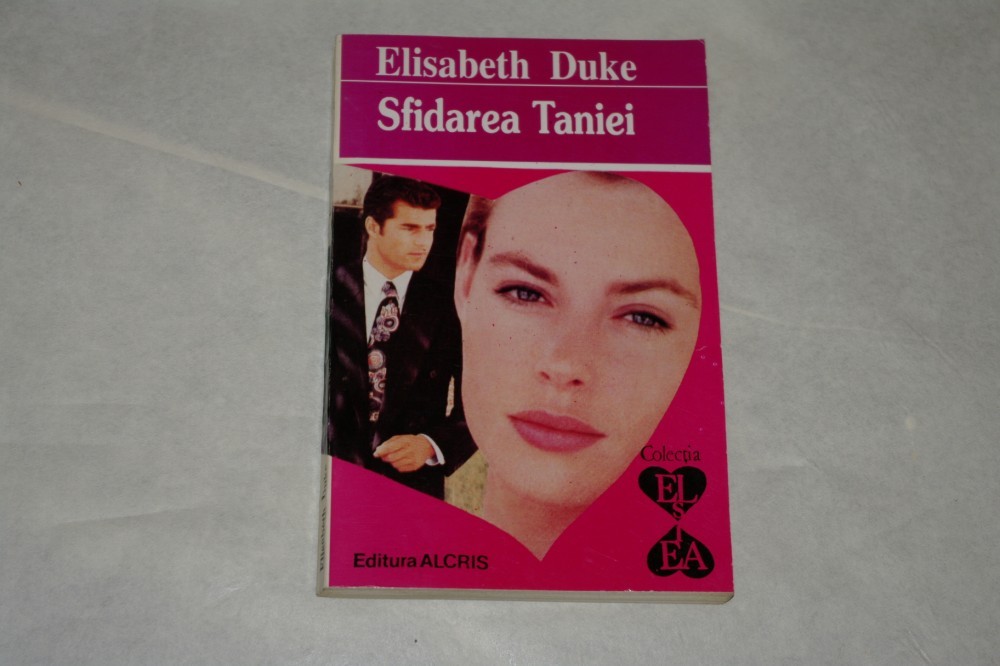 Elisabeth Duke
Sfidarea Taniei
Colecția
EL
și
EA
Editura ALCRIS